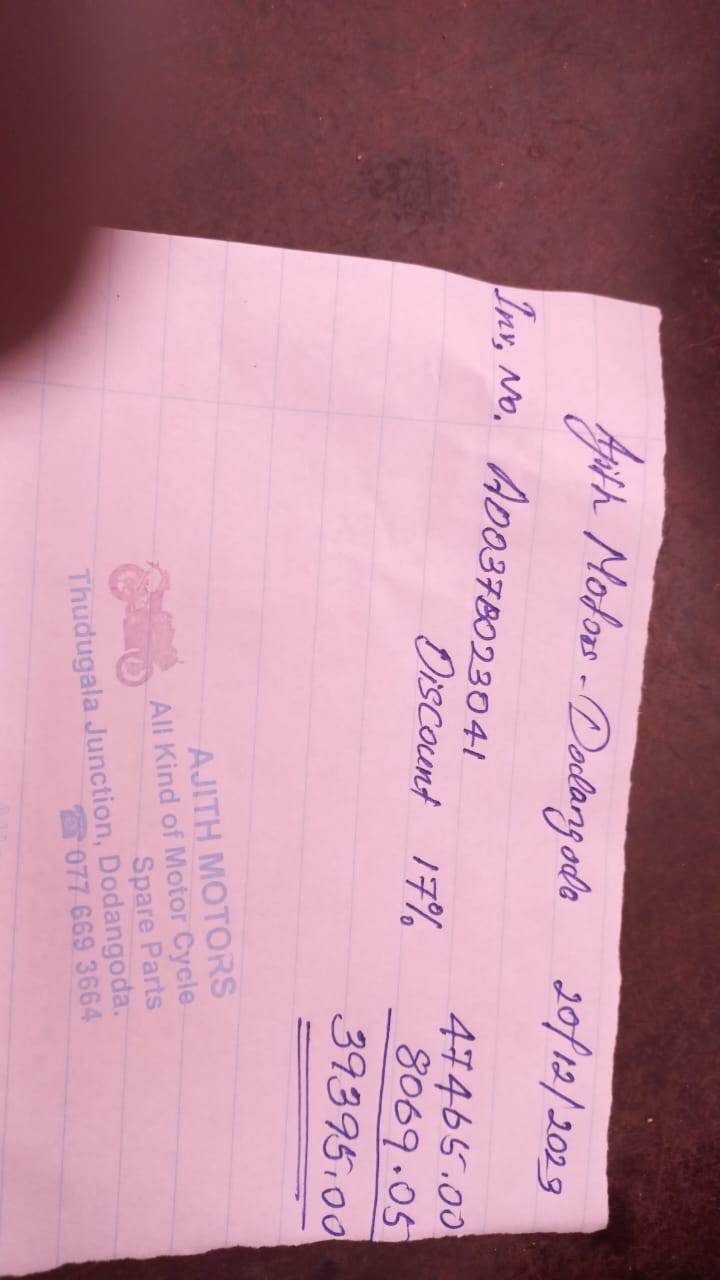 Ajith Motors - Dodangoda 20/12/2023
Inv, No. A00378023041 47465.00
Discount 17% 8069.05
39395.00
AJITH MOTORS
All Kind of Motor Cycle
Spare Parts
Thudugala Junction, Dodangoda.
☎ 077 669 3664